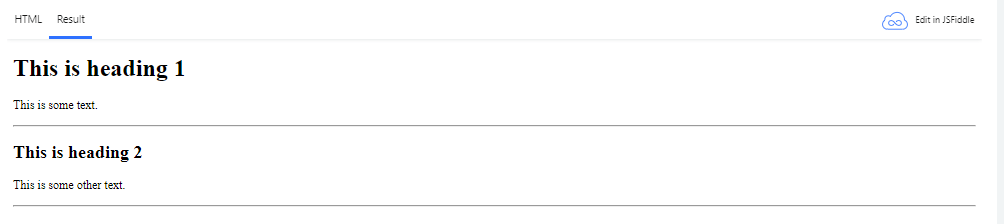 HTML Result Edit in JSFiddle
This is heading 1
This is some text.
This is heading 2
This is some other text.